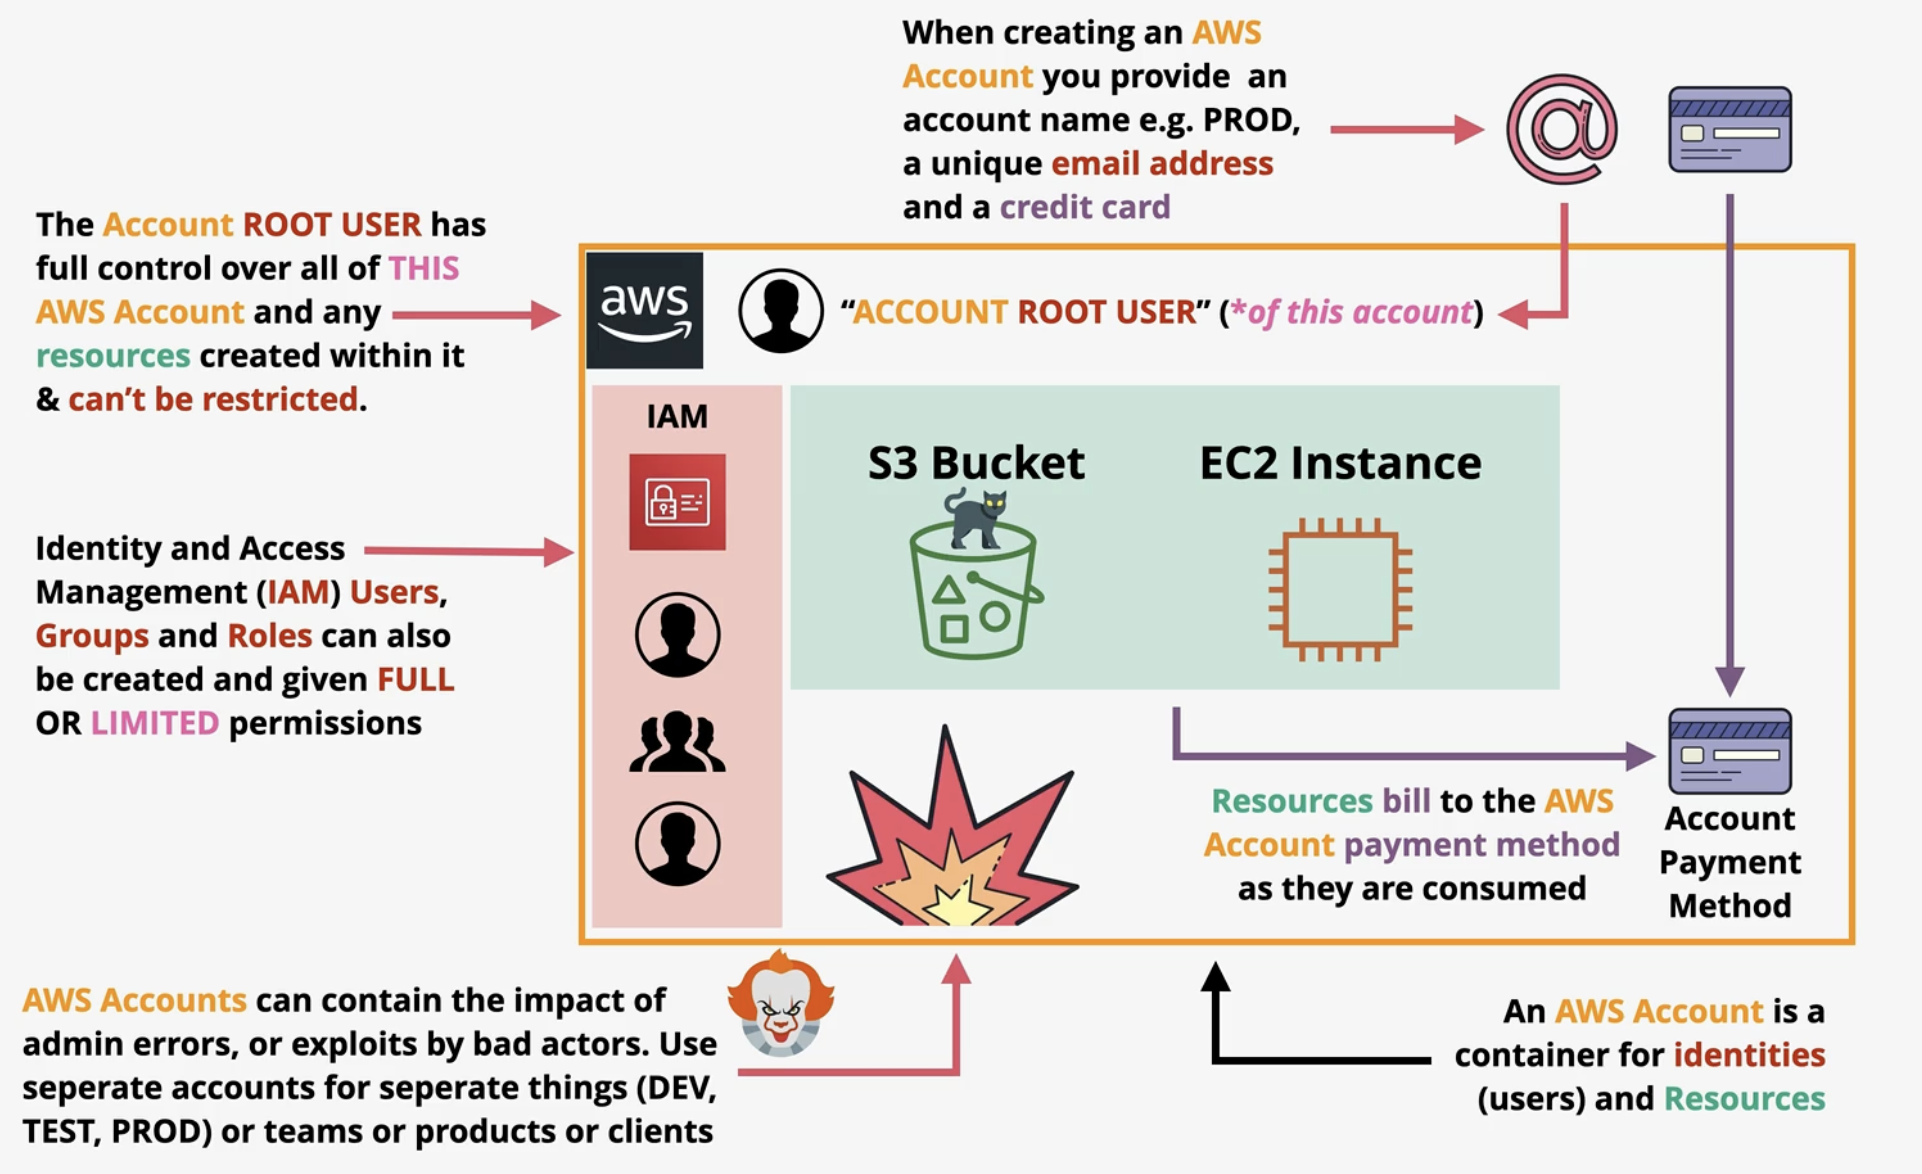 When creating an AWS
Account you provide an
account name e.g. PROD,
a unique email address
and a credit card
The Account ROOT USER has
full control over all of THIS
AWS Account and any
resources created within it
& can't be restricted.
aws
“ACCOUNT ROOT USER” (*of this account)
IAM
S3 Bucket
EC2 Instance
Identity and Access
Management (IAM) Users,
Groups and Roles can also
be created and given FULL
OR LIMITED permissions
Resources bill to the AWS
Account payment method
as they are consumed
Account
Payment
Method
AWS Accounts can contain the impact of
admin errors, or exploits by bad actors. Use
seperate accounts for seperate things (DEV,
TEST, PROD) or teams or products or clients
An AWS Account is a
container for identities
(users) and Resources